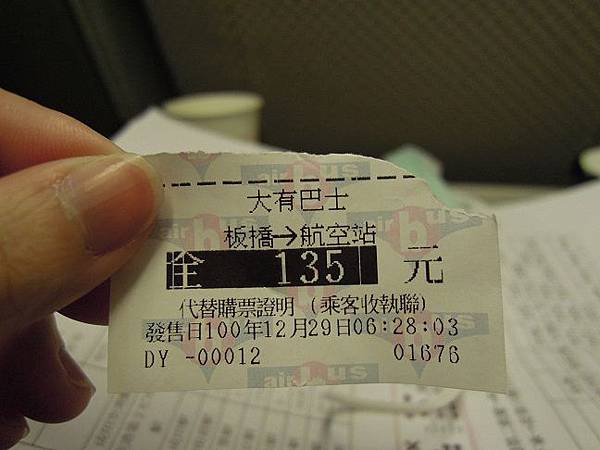 大有巴士
板橋→航空站
全 135 元
代替購票證明 (乘客收執聯)
發售日100年12月29日06:28:03
DY -00012 01676
airbus